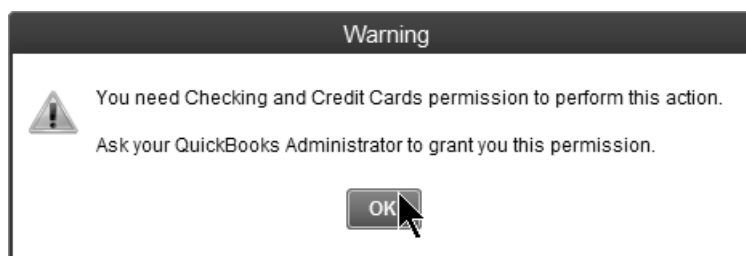 Warning
You need Checking and Credit Cards permission to perform this action.
Ask your QuickBooks Administrator to grant you this permission.
OK